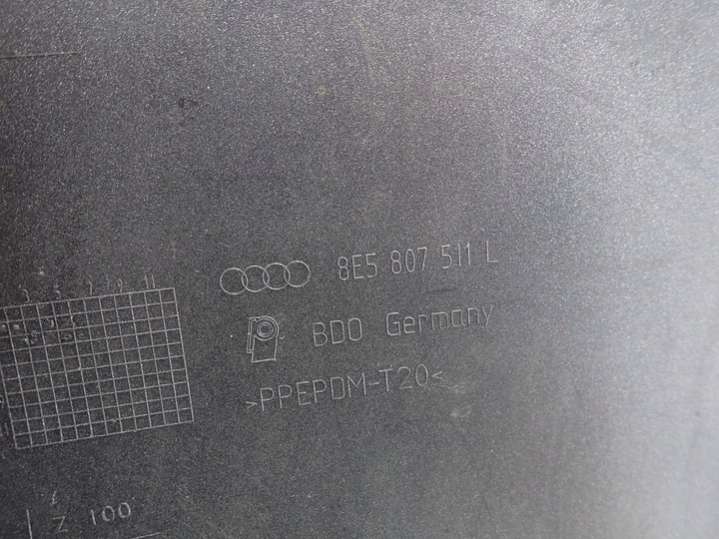 8E5 807 511 L
BDO Germany
>PPEPDM-T20<
Z 100